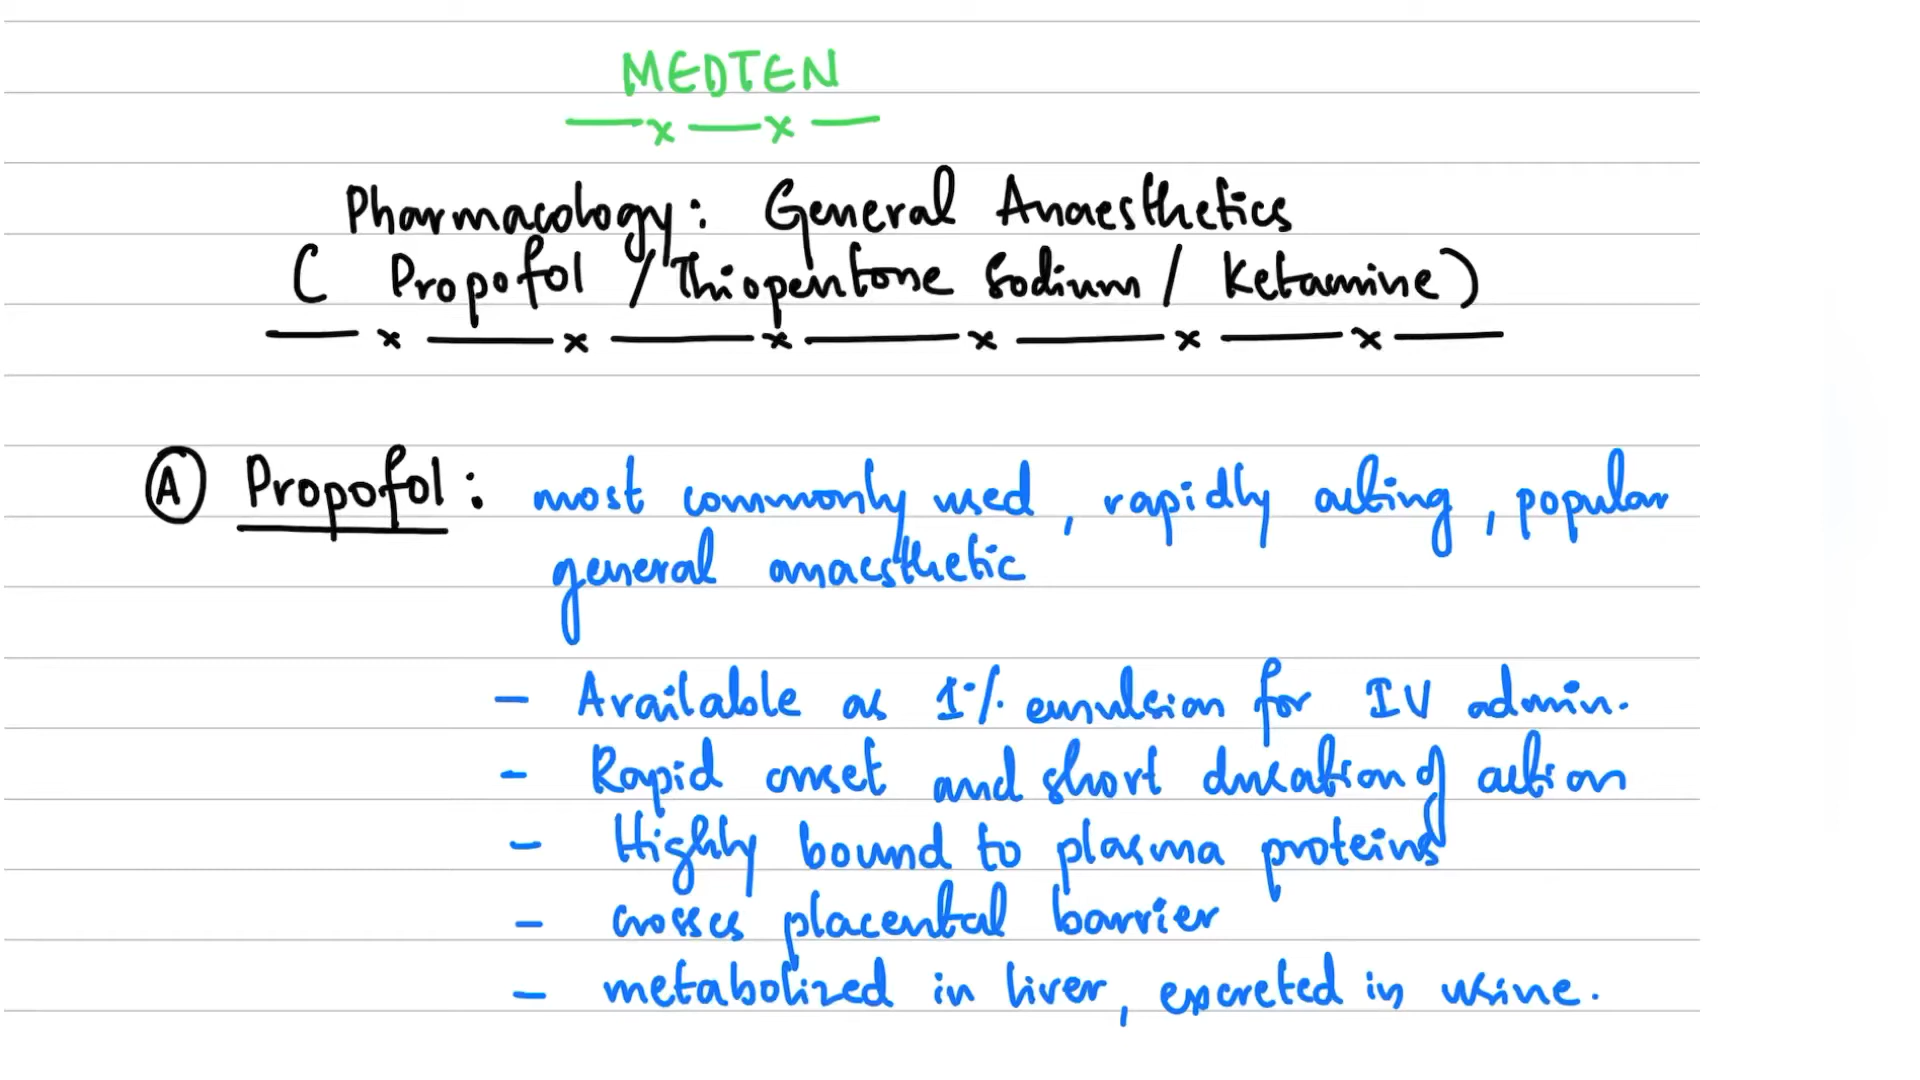 MEDTEN
Pharmacology: General Anaesthetics
( Propofol / Thiopentone Sodium / Ketamine)
A Propofol: most commonly used, rapidly acting, popular
general anaesthetic
- Available as 1% emulsion for IV admin.
- Rapid onset and short duration of action
- Highly bound to plasma proteins
- crosses placental barrier
- metabolized in liver, excreted in urine.